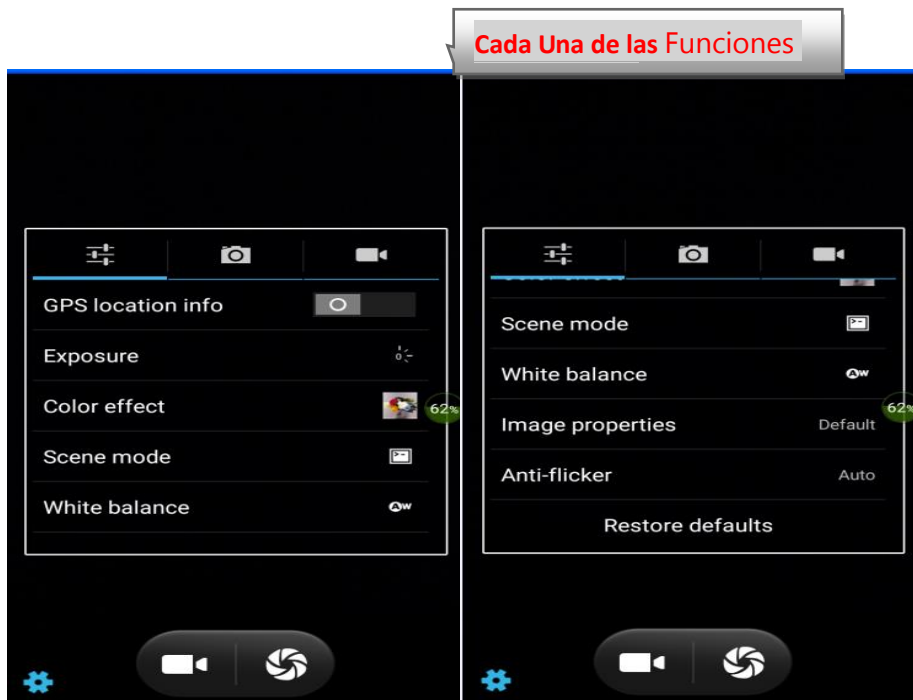 Cada Una de las Funciones
GPS location info
Exposure
Color effect
Scene mode
White balance
62%
Scene mode
White balance
Image properties Default
Anti-flicker Auto
Restore defaults
62%